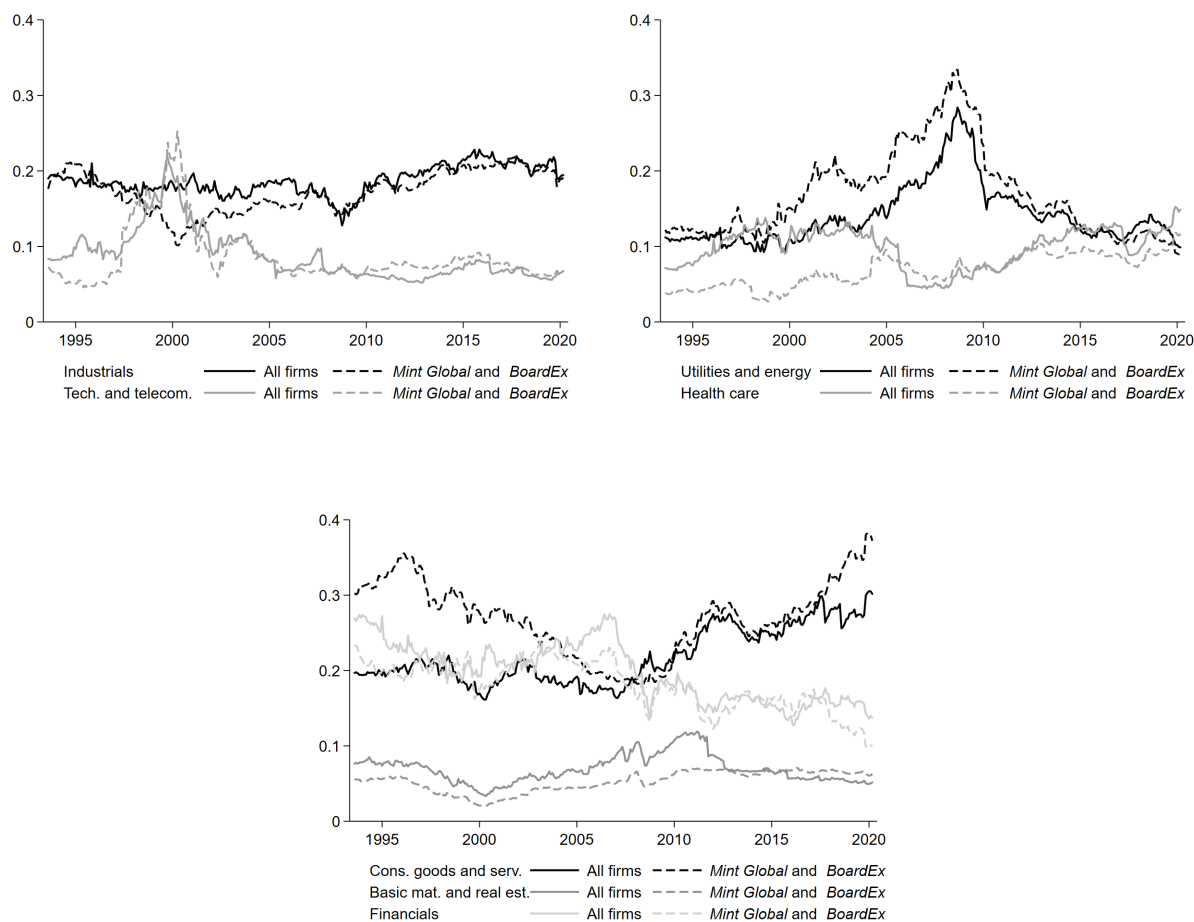 0.4
0.3
0.2
0.1
0
1995 2000 2005 2010 2015 2020
Industrials All firms Mint Global and BoardEx
Tech. and telecom. All firms Mint Global and BoardEx
0.4
0.3
0.2
0.1
0
1995 2000 2005 2010 2015 2020
Utilities and energy All firms Mint Global and BoardEx
Health care All firms Mint Global and BoardEx
0.4
0.3
0.2
0.1
0
1995 2000 2005 2010 2015 2020
Cons. goods and serv. All firms Mint Global and BoardEx
Basic mat. and real est. All firms Mint Global and BoardEx
Financials All firms Mint Global and BoardEx